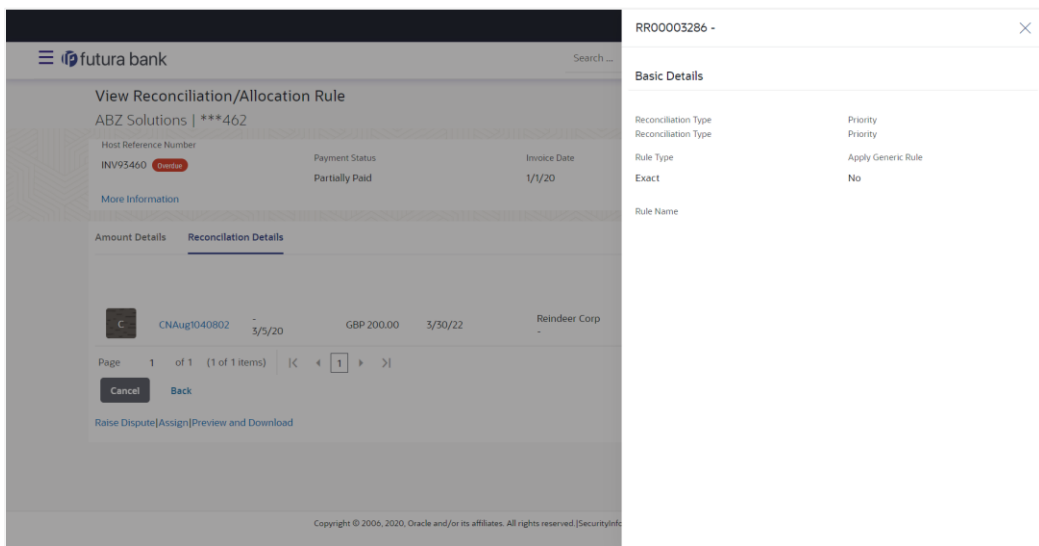 futura bank
Search ...
View Reconciliation/Allocation Rule
ABZ Solutions | ***462
Host Reference Number
INV93460 Overdue
Payment Status
Partially Paid
Invoice Date
1/1/20
More Information
Amount Details Reconcilation Details
C CNAug1040802 - 3/5/20 GBP 200.00 3/30/22 Reindeer Corp -
Page 1 of 1 (1 of 1 items) 1
Cancel Back
Raise Dispute|Assign|Preview and Download
Copyright © 2006, 2020, Oracle and/or its affiliates. All rights reserved.|SecurityInfo
RR00003286 -
Basic Details
Reconciliation Type Priority
Reconciliation Type Priority
Rule Type Apply Generic Rule
Exact No
Rule Name